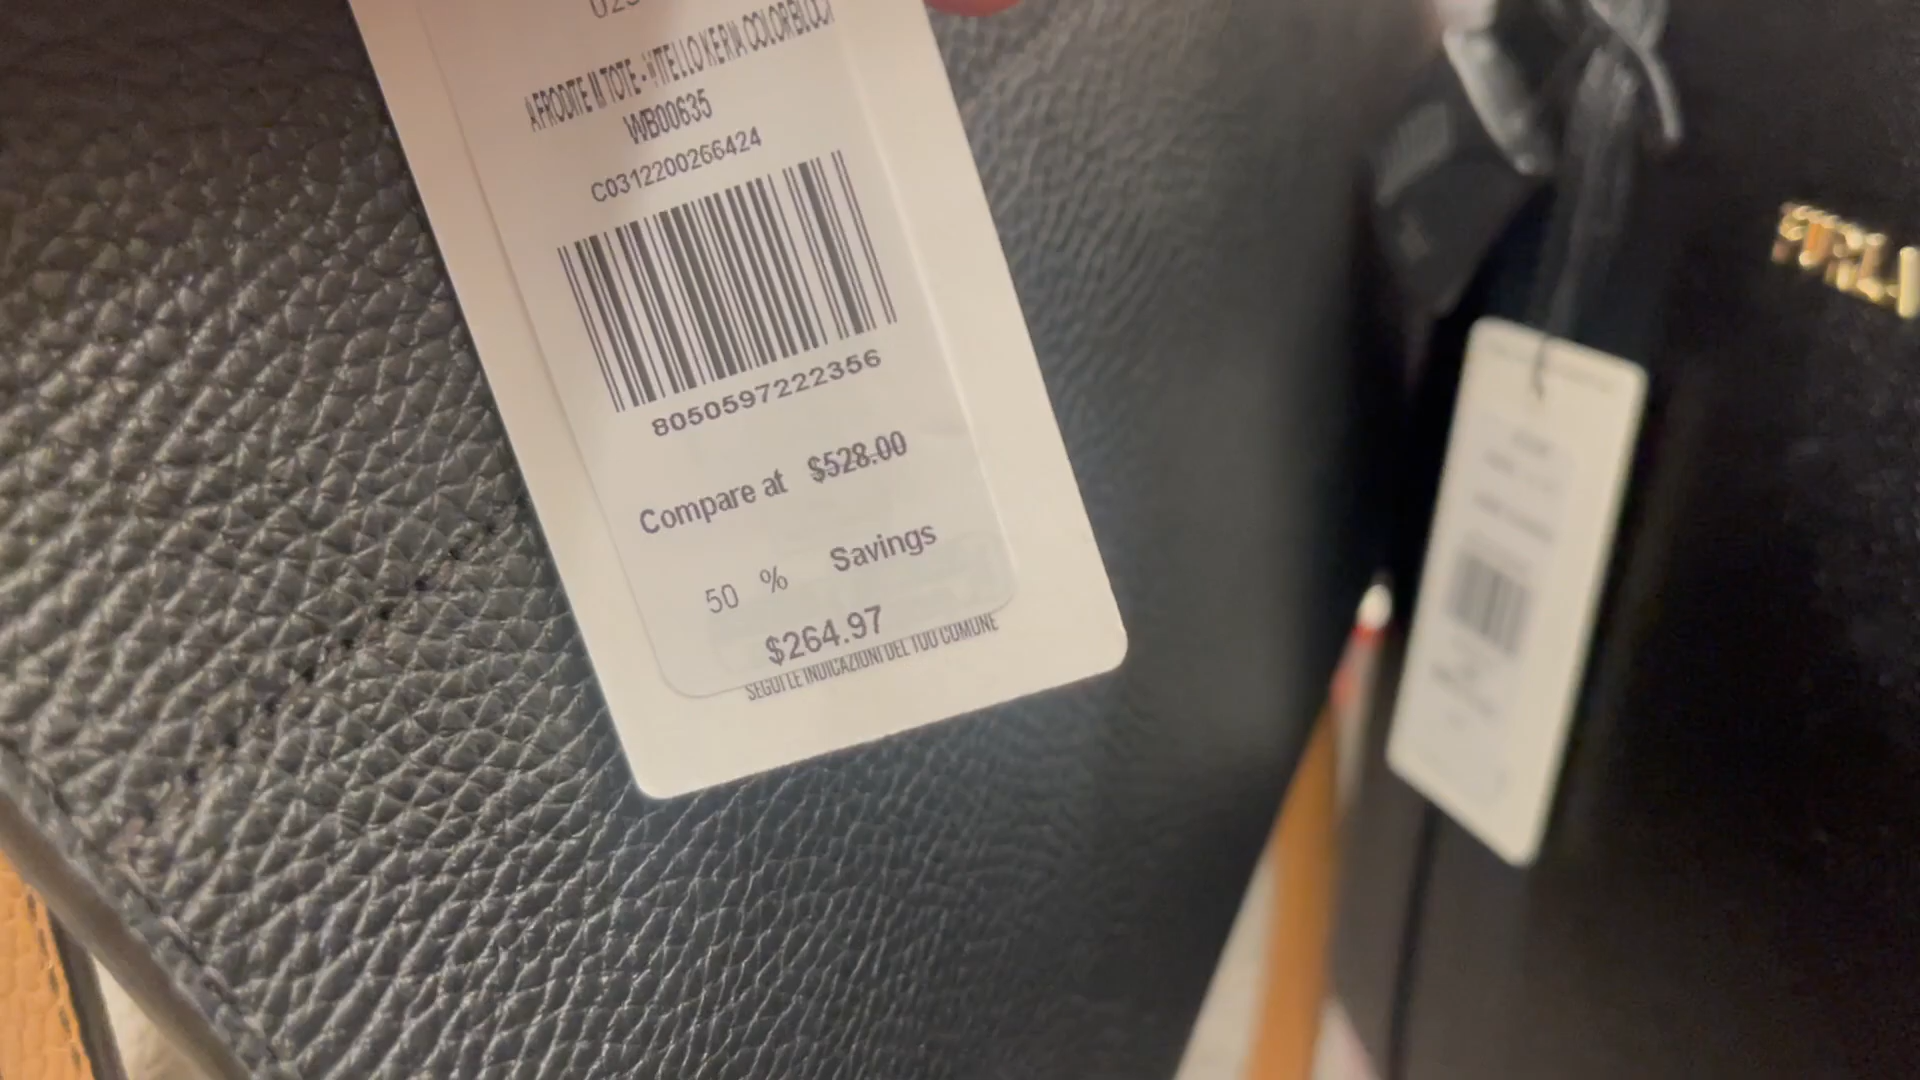 AFRODITE M TOTE - VITELLO KERIA COLORBLOCK
WB00635
C0312200266424
8050597222356
Compare at $528.00
50 % Savings
$264.97
SEGUI LE INDICAZIONI DEL TUO COMUNE
FURLA